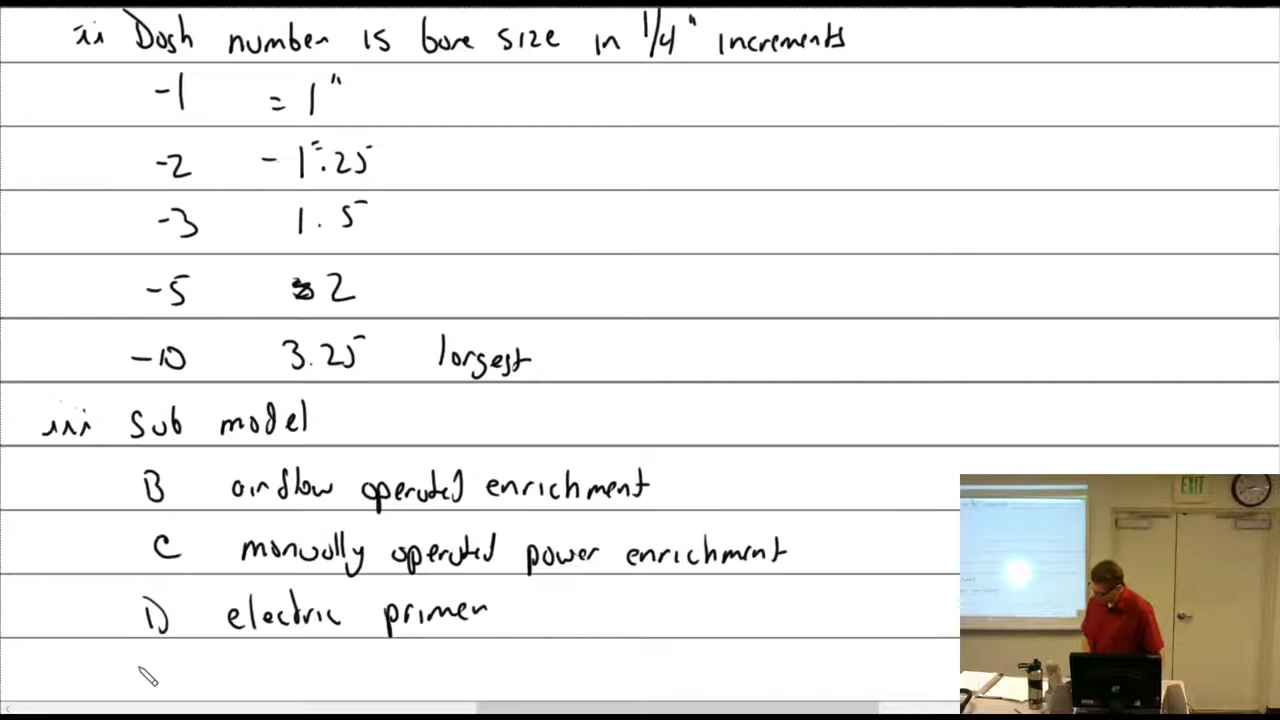 ii Dash number is bore size in 1/4" increments
-1 = 1"
-2 - 1".25
-3 1.5
-5 2
-10 3.25 largest
iii Sub model
B airflow operated enrichment
C manually operated power enrichment
D electric primer
EXIT